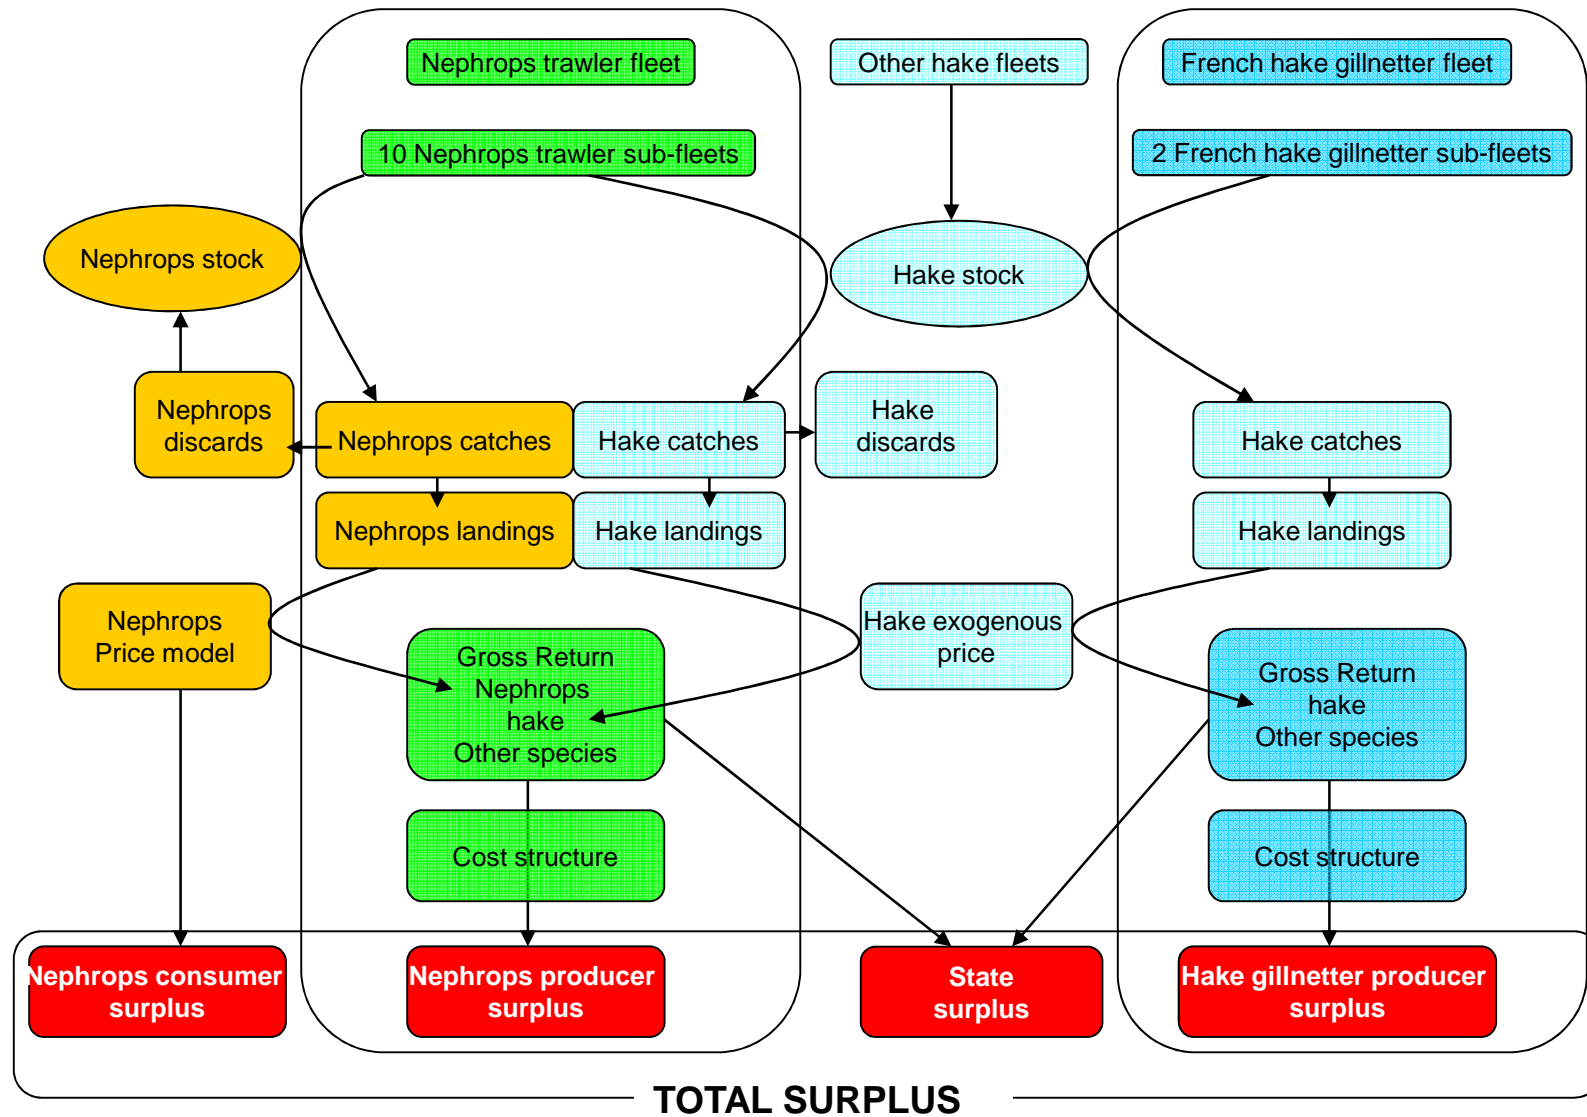 Nephrops trawler fleet
Other hake fleets
French hake gillnetter fleet
10 Nephrops trawler sub-fleets
2 French hake gillnetter sub-fleets
Nephrops stock
Hake stock
Nephrops
discards
Nephrops catches
Hake catches
Hake
discards
Hake catches
Nephrops landings
Hake landings
Hake landings
Nephrops
Price model
Hake exogenous
price
Gross Return
Nephrops
hake
Other species
Gross Return
hake
Other species
Cost structure
Cost structure
Nephrops consumer
surplus
Nephrops producer
surplus
State
surplus
Hake gillnetter producer
surplus
TOTAL SURPLUS